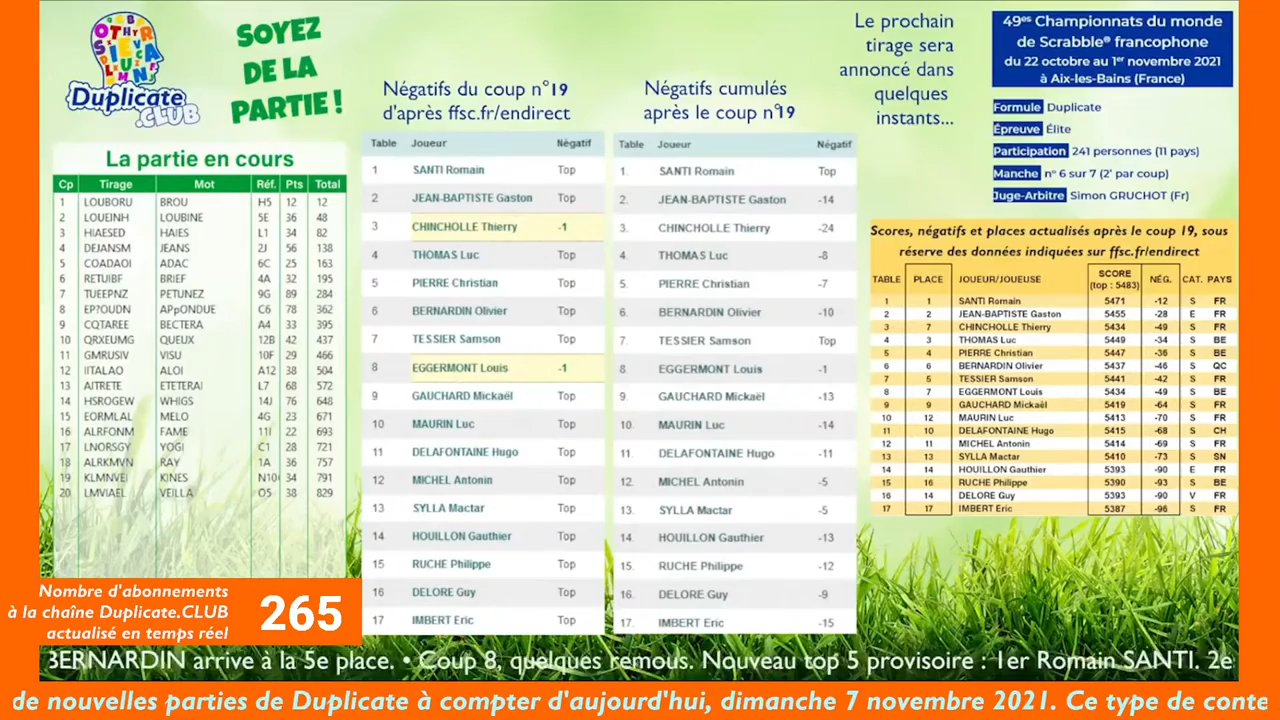 Duplicate
.CLUB
SOYEZ
DE LA
PARTIE !
La partie en cours
Cp Tirage Mot Réf. Pts Total
1 LOUBORU BROU H5 12 12
2 LOUEINH LOUBINE 5E 36 48
3 HIAESED HAIES L1 34 82
4 DEJANSM JEANS 2J 56 138
5 COADAOI ADAC 6C 25 163
6 RETUIBF BRIEF 4A 32 195
7 TUEEPNZ PETUNEZ 9G 89 284
8 EP?OUDN APpONDUE C6 78 362
9 CQTAREE BECTERA A4 33 395
10 QRXEUMG QUEUX 12B 42 437
11 GMRUSIV VISU 10F 29 466
12 IITALAO ALOI A12 38 504
13 AITRETE ETETERAI L7 68 572
14 HSROGEW WHIGS 14J 76 648
15 EORMLAL MELO 4G 23 671
16 ALRFONM FAME 11I 22 693
17 LNORSGY YOGI C1 28 721
18 ALRKMVN RAY 1A 36 757
19 KLMNVEI KINES N10 34 791
20 LMVIAEL VEILLA O5 38 829
Négatifs du coup n°19
d'après ffsc.fr/endirect
Table Joueur Négatif
1 SANTI Romain Top
2 JEAN-BAPTISTE Gaston Top
3 CHINCHOLLE Thierry -1
4 THOMAS Luc Top
5 PIERRE Christian Top
6 BERNARDIN Olivier Top
7 TESSIER Samson Top
8 EGGERMONT Louis -1
9 GAUCHARD Mickaël Top
10 MAURIN Luc Top
11 DELAFONTAINE Hugo Top
12 MICHEL Antonin Top
13 SYLLA Mactar Top
14 HOUILLON Gauthier Top
15 RUCHE Philippe Top
16 DELORE Guy Top
17 IMBERT Eric Top
Négatifs cumulés
après le coup n°19
Table Joueur Négatif
1. SANTI Romain Top
2. JEAN-BAPTISTE Gaston -14
3. CHINCHOLLE Thierry -24
4. THOMAS Luc -8
5. PIERRE Christian -7
6. BERNARDIN Olivier -10
7. TESSIER Samson Top
8. EGGERMONT Louis -1
9. GAUCHARD Mickaël -13
10. MAURIN Luc -14
11. DELAFONTAINE Hugo -11
12. MICHEL Antonin -5
13. SYLLA Mactar -5
14. HOUILLON Gauthier -13
15. RUCHE Philippe -12
16. DELORE Guy -9
17. IMBERT Eric -15
Le prochain
tirage sera
annoncé dans
quelques
instants...
49es Championnats du monde
de Scrabble® francophone
du 22 octobre au 1er novembre 2021
à Aix-les-Bains (France)
Formule Duplicate
Épreuve Élite
Participation 241 personnes (11 pays)
Manche n° 6 sur 7 (2' par coup)
Juge-Arbitre Simon GRUCHOT (Fr)
Scores, négatifs et places actualisés après le coup 19, sous
réserve des données indiquées sur ffsc.fr/endirect
TABLE PLACE JOUEUR/JOUEUSE SCORE (top : 5483) NÉG. CAT. PAYS
1 1 SANTI Romain 5471 -12 S FR
2 2 JEAN-BAPTISTE Gaston 5455 -28 E FR
3 7 CHINCHOLLE Thierry 5434 -49 S FR
4 3 THOMAS Luc 5449 -34 S BE
5 4 PIERRE Christian 5447 -36 S BE
6 6 BERNARDIN Olivier 5437 -46 S QC
7 5 TESSIER Samson 5441 -42 S FR
8 7 EGGERMONT Louis 5434 -49 S BE
9 9 GAUCHARD Mickaël 5419 -64 S FR
10 12 MAURIN Luc 5413 -70 S FR
11 10 DELAFONTAINE Hugo 5415 -68 S CH
12 11 MICHEL Antonin 5414 -69 S FR
13 13 SYLLA Mactar 5410 -73 S SN
14 14 HOUILLON Gauthier 5393 -90 E FR
15 16 RUCHE Philippe 5390 -93 S BE
16 14 DELORE Guy 5393 -90 V FR
17 17 IMBERT Eric 5387 -96 S FR
Nombre d'abonnements
à la chaîne Duplicate.CLUB
actualisé en temps réel
265
BERNARDIN arrive à la 5e place. • Coup 8, quelques remous. Nouveau top 5 provisoire : 1er Romain SANTI. 2e
de nouvelles parties de Duplicate à compter d'aujourd'hui, dimanche 7 novembre 2021. Ce type de conte